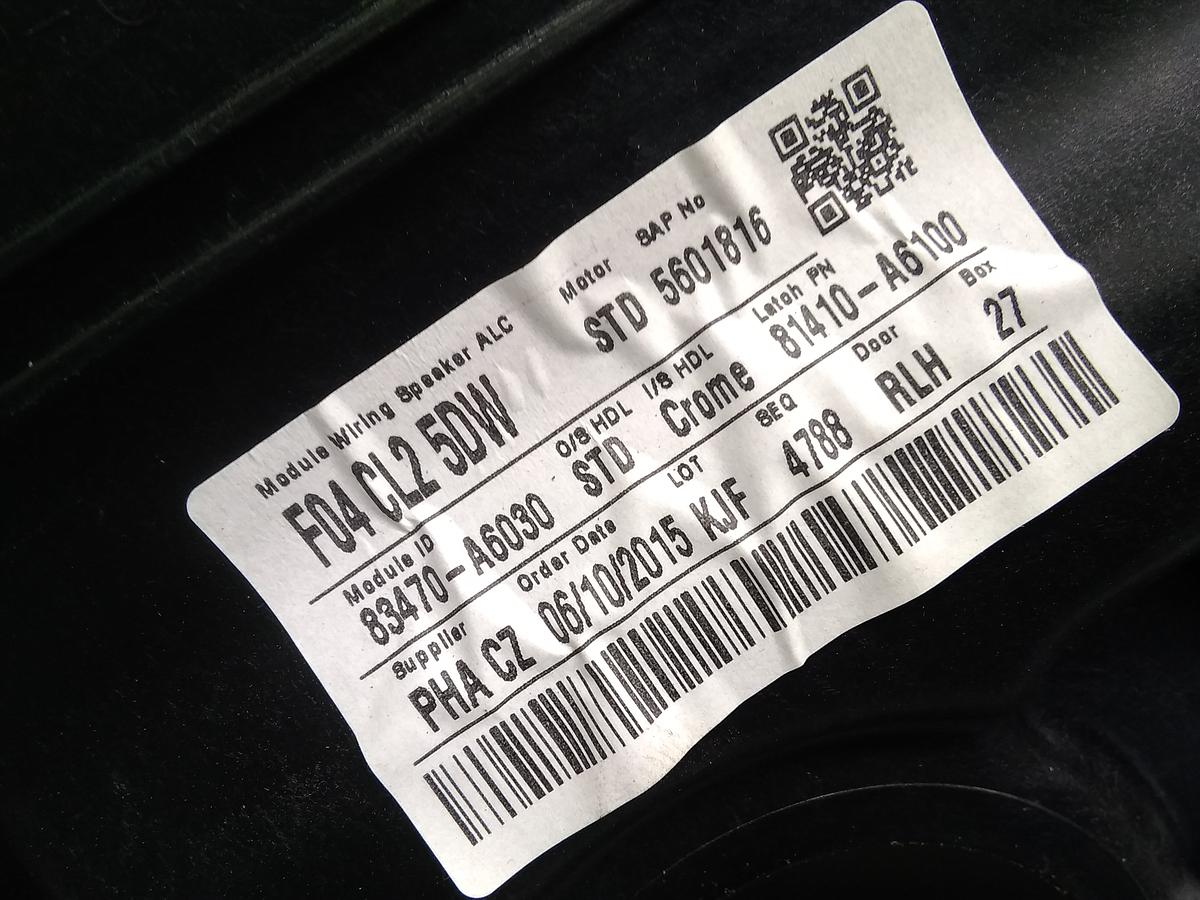 Module Wiring Speaker ALC Motor SAP No
F04 CL2 5DW STD 5601816
Module ID O/S HDL I/S HDL Latch PN
83470-A6030 STD Crome 81410-A6100
Supplier Order Date LOT SEQ Door Box
PHA CZ 06/10/2015 KJF 4788 RLH 27